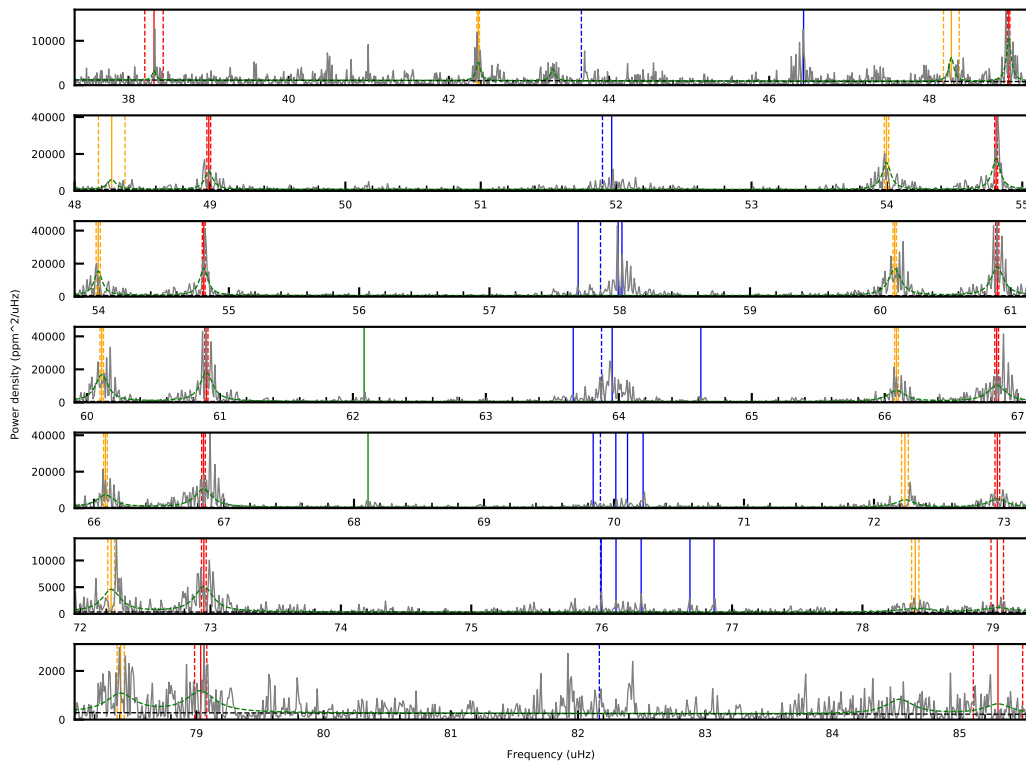 10000
0
38 40 42 44 46 48
40000
20000
0
48 49 50 51 52 53 54 55
40000
20000
0
54 55 56 57 58 59 60 61
40000
20000
0
60 61 62 63 64 65 66 67
40000
20000
0
66 67 68 69 70 71 72 73
10000
5000
0
72 73 74 75 76 77 78 79
2000
0
79 80 81 82 83 84 85
Power density (ppm^2/uHz)
Frequency (uHz)